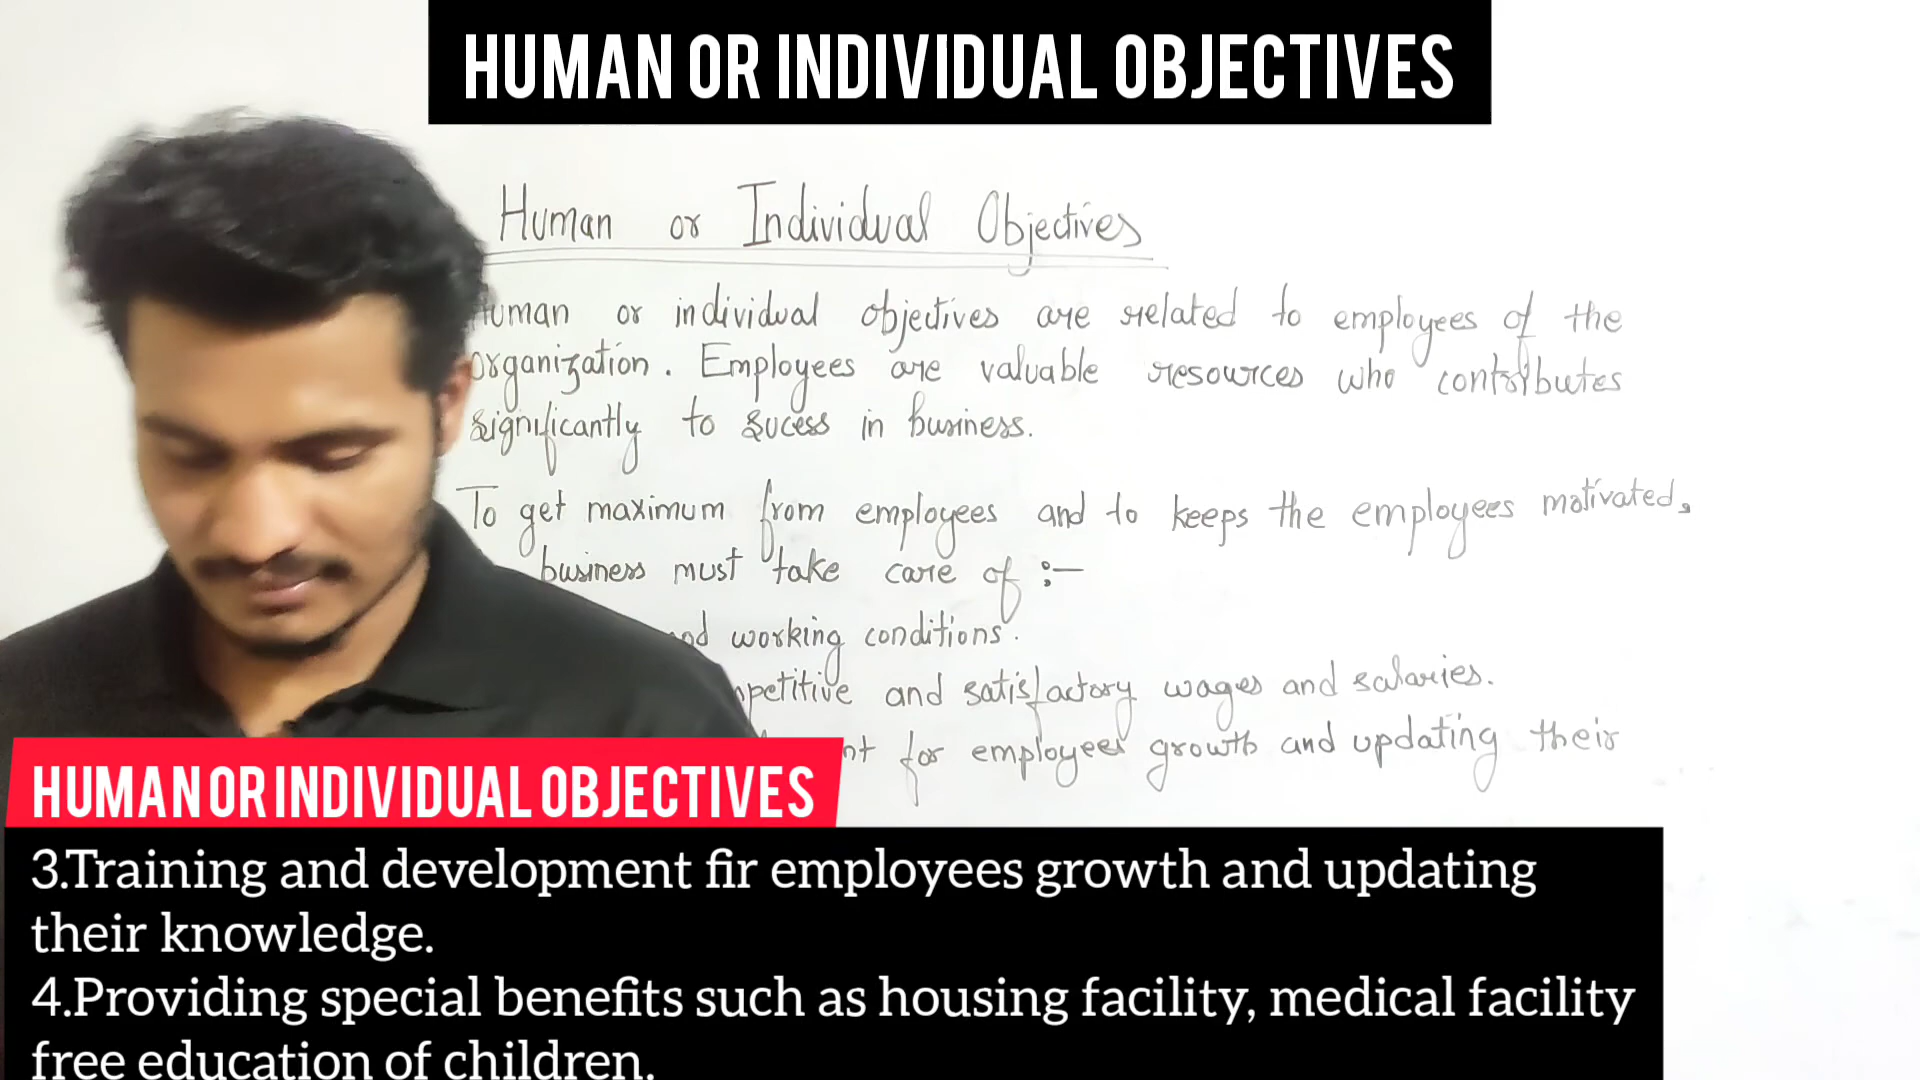 HUMAN OR INDIVIDUAL OBJECTIVES
Human or Individual Objectives
uman or individual objectives are related to employees of the
organization. Employees are valuable resources who contributes
significantly to sucess in business.
To get maximum from employees and to keeps the employees motivated,
business must take care of :-
working conditions.
petitive and satisfactory wages and salaries.
nt for employees growth and updating their
HUMAN OR INDIVIDUAL OBJECTIVES
3.Training and development fir employees growth and updating
their knowledge.
4.Providing special benefits such as housing facility, medical facility
free education of children.